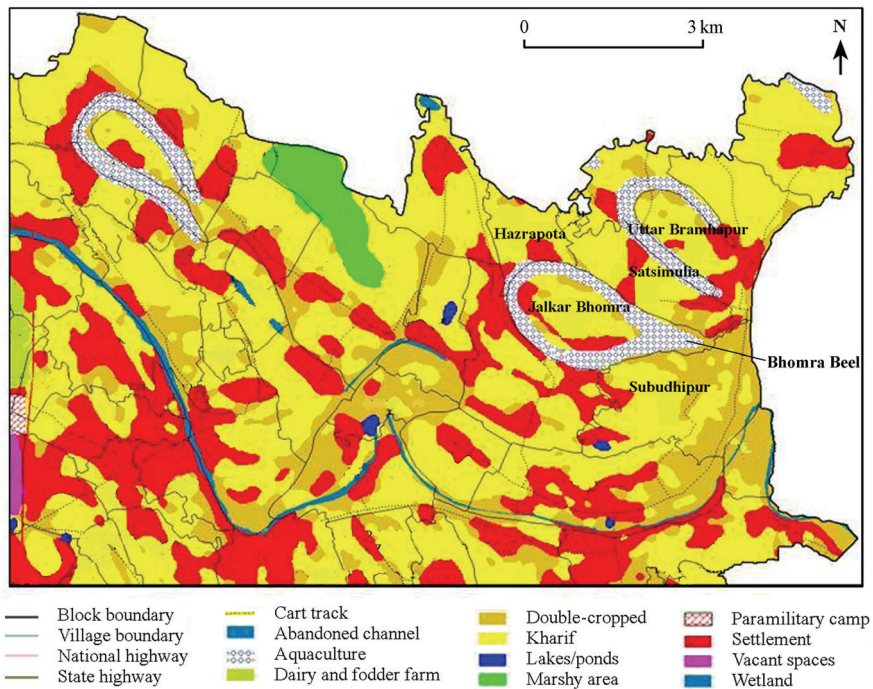 0 3 km
N
Hazrapota
Uttar Bramhapur
Satsimulia
Jalkar Bhomra
Bhomra Beel
Subudhipur
Block boundary
Village boundary
National highway
State highway
Cart track
Abandoned channel
Aquaculture
Dairy and fodder farm
Double-cropped
Kharif
Lakes/ponds
Marshy area
Paramilitary camp
Settlement
Vacant spaces
Wetland